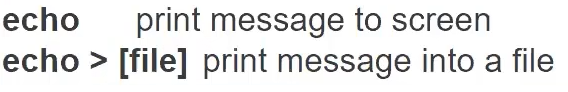 echo print message to screen
echo > [file] print message into a file